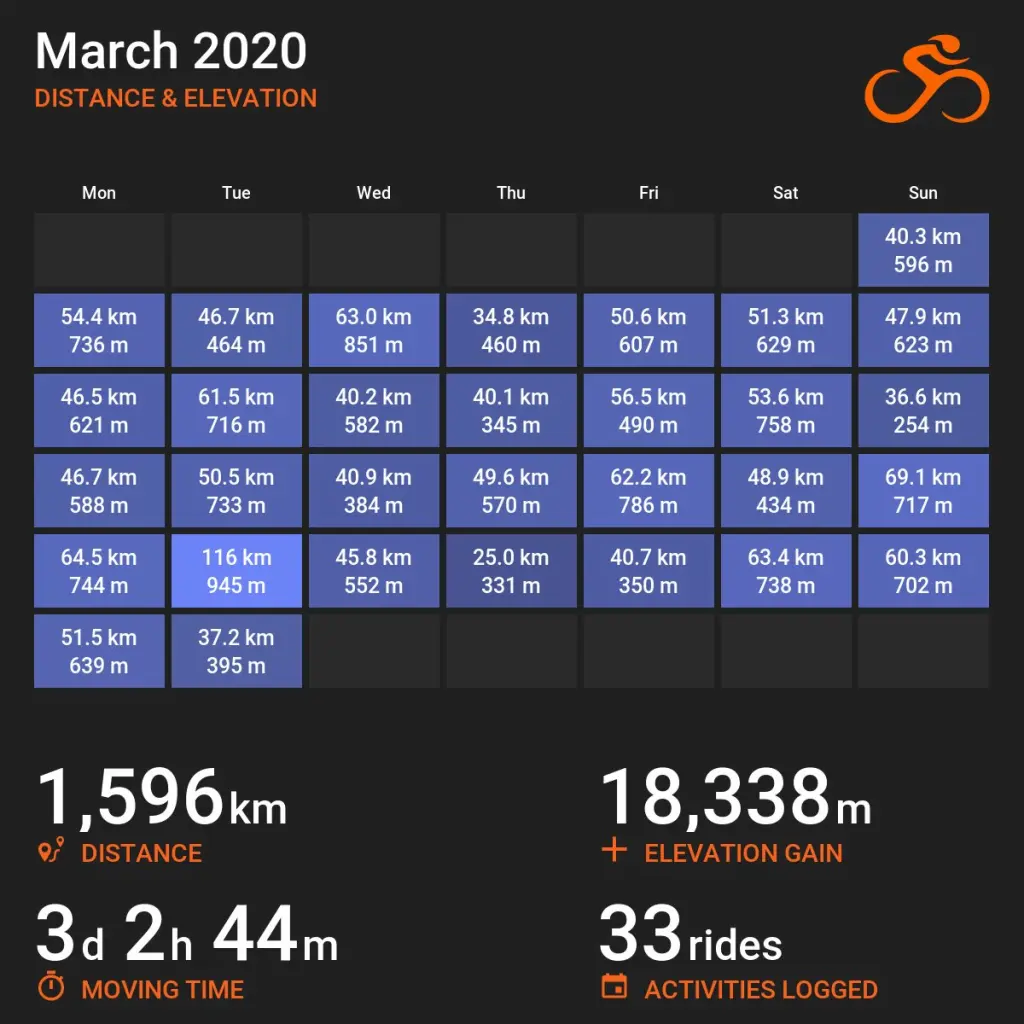 March 2020
DISTANCE & ELEVATION
Mon Tue Wed Thu Fri Sat Sun
40.3 km
596 m
54.4 km 46.7 km 63.0 km 34.8 km 50.6 km 51.3 km 47.9 km
736 m 464 m 851 m 460 m 607 m 629 m 623 m
46.5 km 61.5 km 40.2 km 40.1 km 56.5 km 53.6 km 36.6 km
621 m 716 m 582 m 345 m 490 m 758 m 254 m
46.7 km 50.5 km 40.9 km 49.6 km 62.2 km 48.9 km 69.1 km
588 m 733 m 384 m 570 m 786 m 434 m 717 m
64.5 km 116 km 45.8 km 25.0 km 40.7 km 63.4 km 60.3 km
744 m 945 m 552 m 331 m 350 m 738 m 702 m
51.5 km 37.2 km
639 m 395 m
1,596 km 18,338 m
DISTANCE ELEVATION GAIN
3d 2h 44m 33 rides
MOVING TIME ACTIVITIES LOGGED